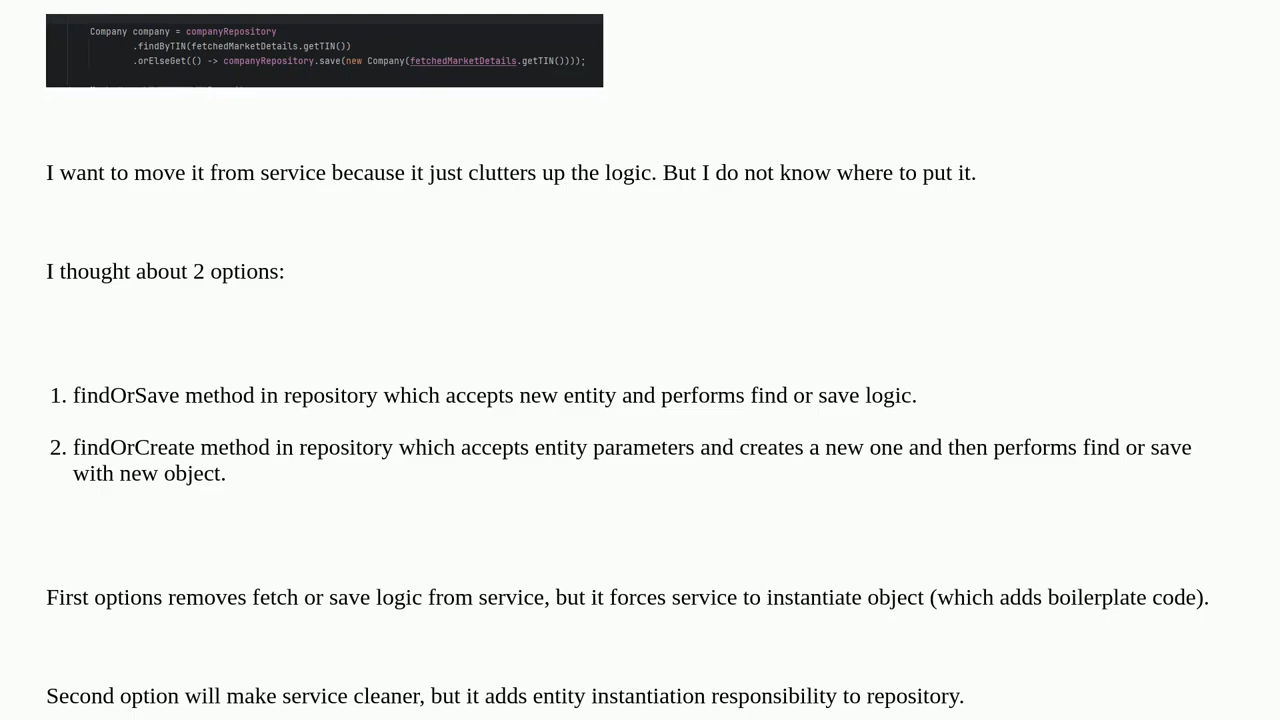 Company company = companyRepository
.findByTIN(fetchedMarketDetails.getTIN())
.orElseGet(() -> companyRepository.save(new Company(fetchedMarketDetails.getTIN())));
I want to move it from service because it just clutters up the logic. But I do not know where to put it.
I thought about 2 options:
1. findOrSave method in repository which accepts new entity and performs find or save logic.
2. findOrCreate method in repository which accepts entity parameters and creates a new one and then performs find or save
with new object.
First options removes fetch or save logic from service, but it forces service to instantiate object (which adds boilerplate code).
Second option will make service cleaner, but it adds entity instantiation responsibility to repository.